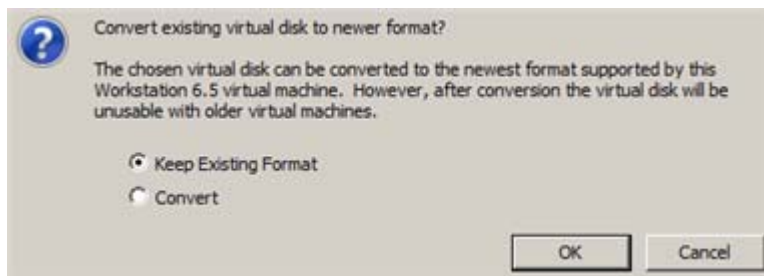 Convert existing virtual disk to newer format?
The chosen virtual disk can be converted to the newest format supported by this
Workstation 6.5 virtual machine.  However, after conversion the virtual disk will be
unusable with older virtual machines.
Keep Existing Format
Convert
OK
Cancel